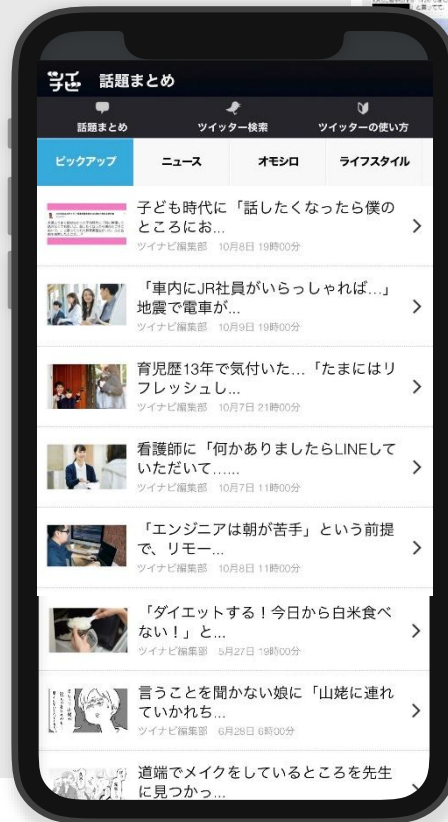 ツイナビ 話題まとめ
話題まとめ ツイッター検索 ツイッターの使い方
ピックアップ ニュース オモシロ ライフスタイル
子ども時代に「話したくなったら僕の
ところにお...
ツイナビ編集部 10月8日 19時00分
「車内にJR社員がいらっしゃれば…」
地震で電車が...
ツイナビ編集部 10月9日 19時00分
育児歴13年で気付いた…「たまにはリ
フレッシュし...
ツイナビ編集部 10月7日 21時00分
看護師に「何かありましたらLINEして
いただいて…...
ツイナビ編集部 10月7日 11時00分
「エンジニアは朝が苦手」という前提
で、リモー...
ツイナビ編集部 10月8日 11時00分
「ダイエットする！今日から白米食べ
ない！」と...
ツイナビ編集部 5月27日 19時00分
言うことを聞かない娘に「山姥に連れ
ていかれち...
ツイナビ編集部 6月28日 6時00分
道端でメイクをしているところを先生
に見つかっ...